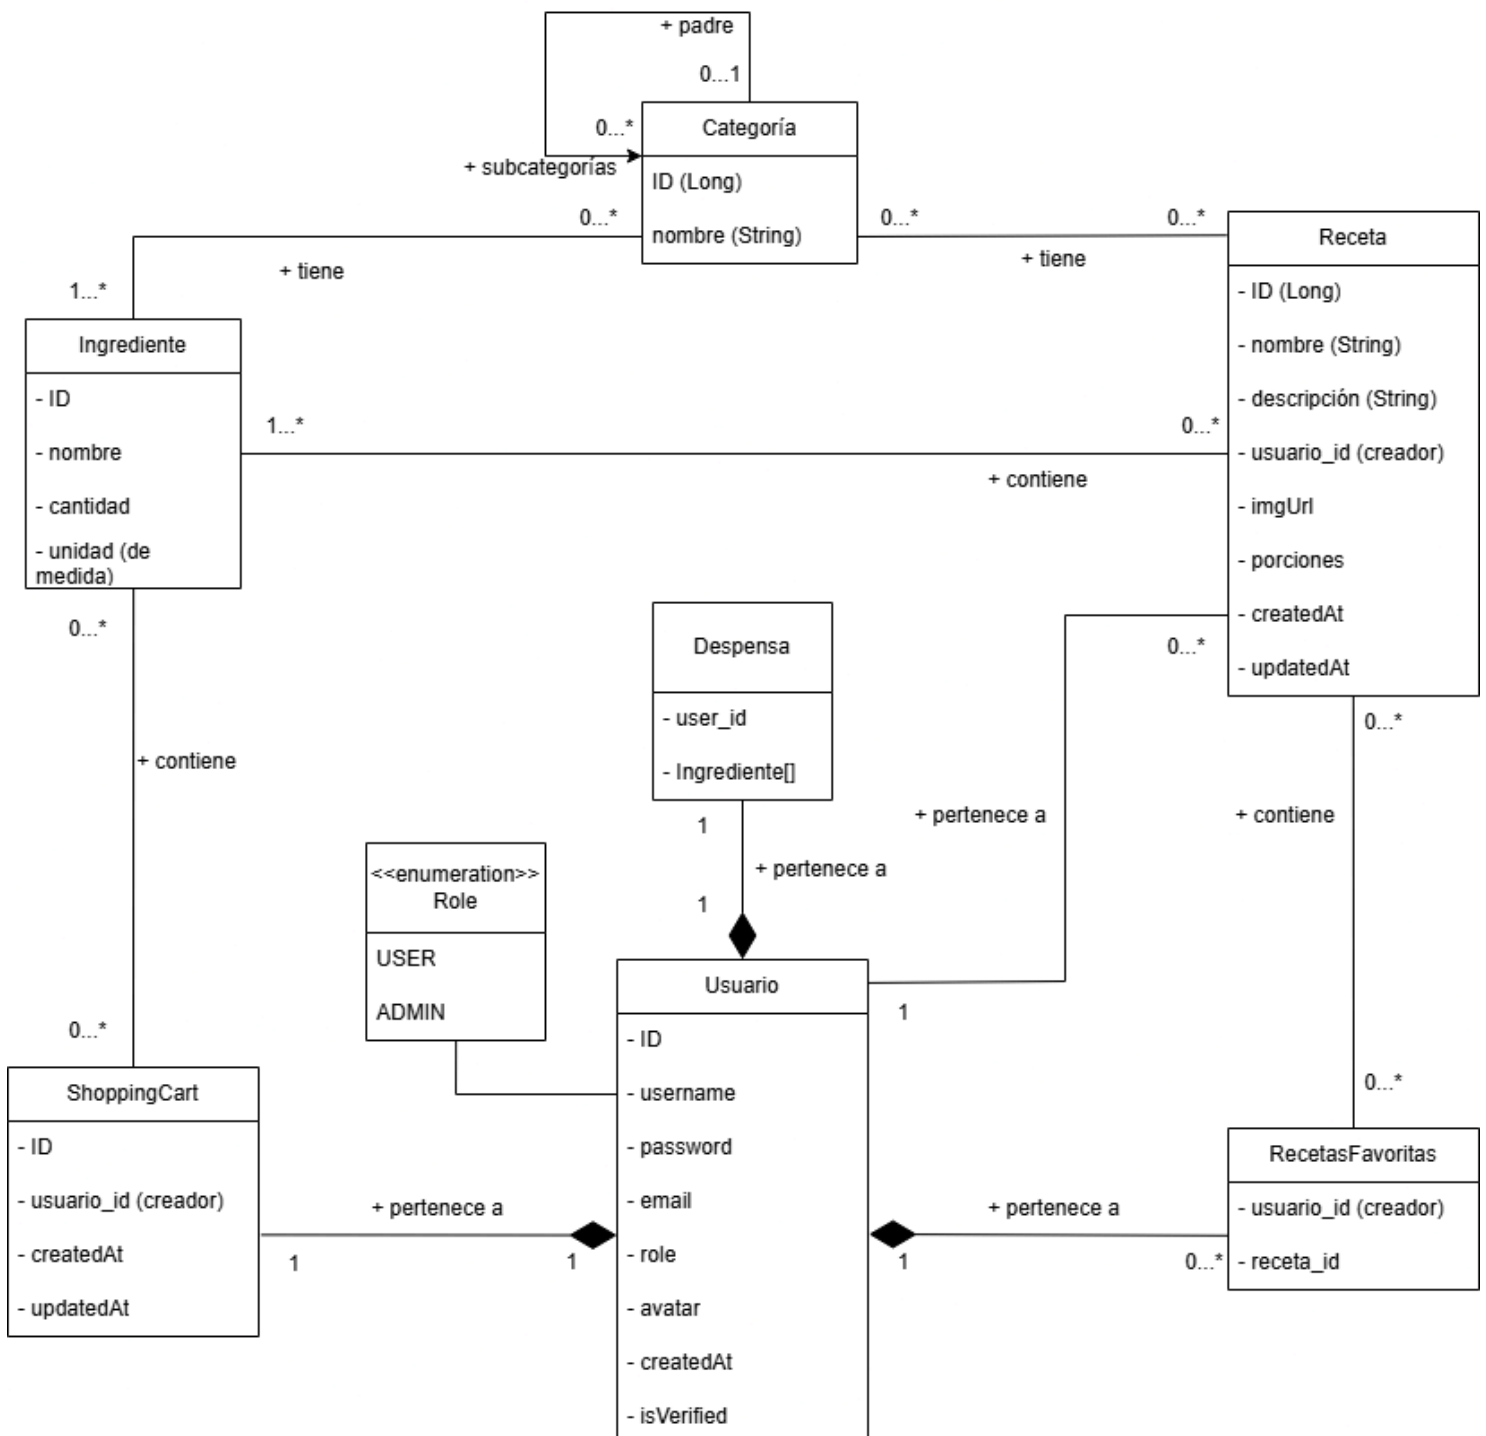 + padre
0...1
0...*
Categoría
+ subcategorías
ID (Long)
nombre (String)
0...*
0...*
0...*
+ tiene
+ tiene
Receta
- ID (Long)
- nombre (String)
- descripción (String)
- usuario_id (creador)
- imgUrl
- porciones
- createdAt
- updatedAt
1...*
Ingrediente
- ID
- nombre
- cantidad
- unidad (de
medida)
1...*
0...*
+ contiene
0...*
+ contiene
0...*
Despensa
- user_id
- Ingrediente[]
1
+ pertenece a
1
0...*
+ pertenece a
1
0...*
+ contiene
0...*
<<enumeration>>
Role
USER
ADMIN
Usuario
- ID
- username
- password
- email
- role
- avatar
- createdAt
- isVerified
ShoppingCart
- ID
- usuario_id (creador)
- createdAt
- updatedAt
+ pertenece a
1
1
+ pertenece a
1
0...*
RecetasFavoritas
- usuario_id (creador)
- receta_id